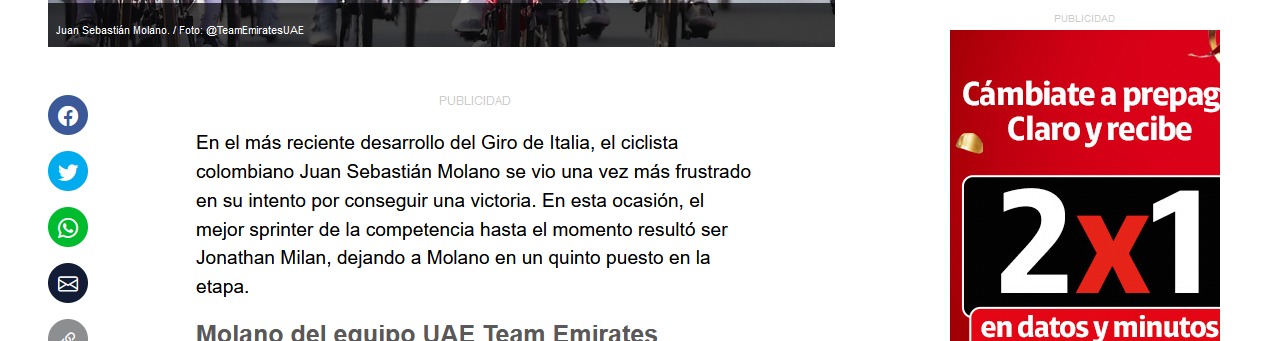 Juan Sebastián Molano. / Foto: @TeamEmiratesUAE
PUBLICIDAD
En el más reciente desarrollo del Giro de Italia, el ciclista
colombiano Juan Sebastián Molano se vio una vez más frustrado
en su intento por conseguir una victoria. En esta ocasión, el
mejor sprinter de la competencia hasta el momento resultó ser
Jonathan Milan, dejando a Molano en un quinto puesto en la
etapa.
Molano del equipo UAE Team Emirates
PUBLICIDAD
Cámbiate a prepag
Claro y recibe
2x1
en datos y minutos